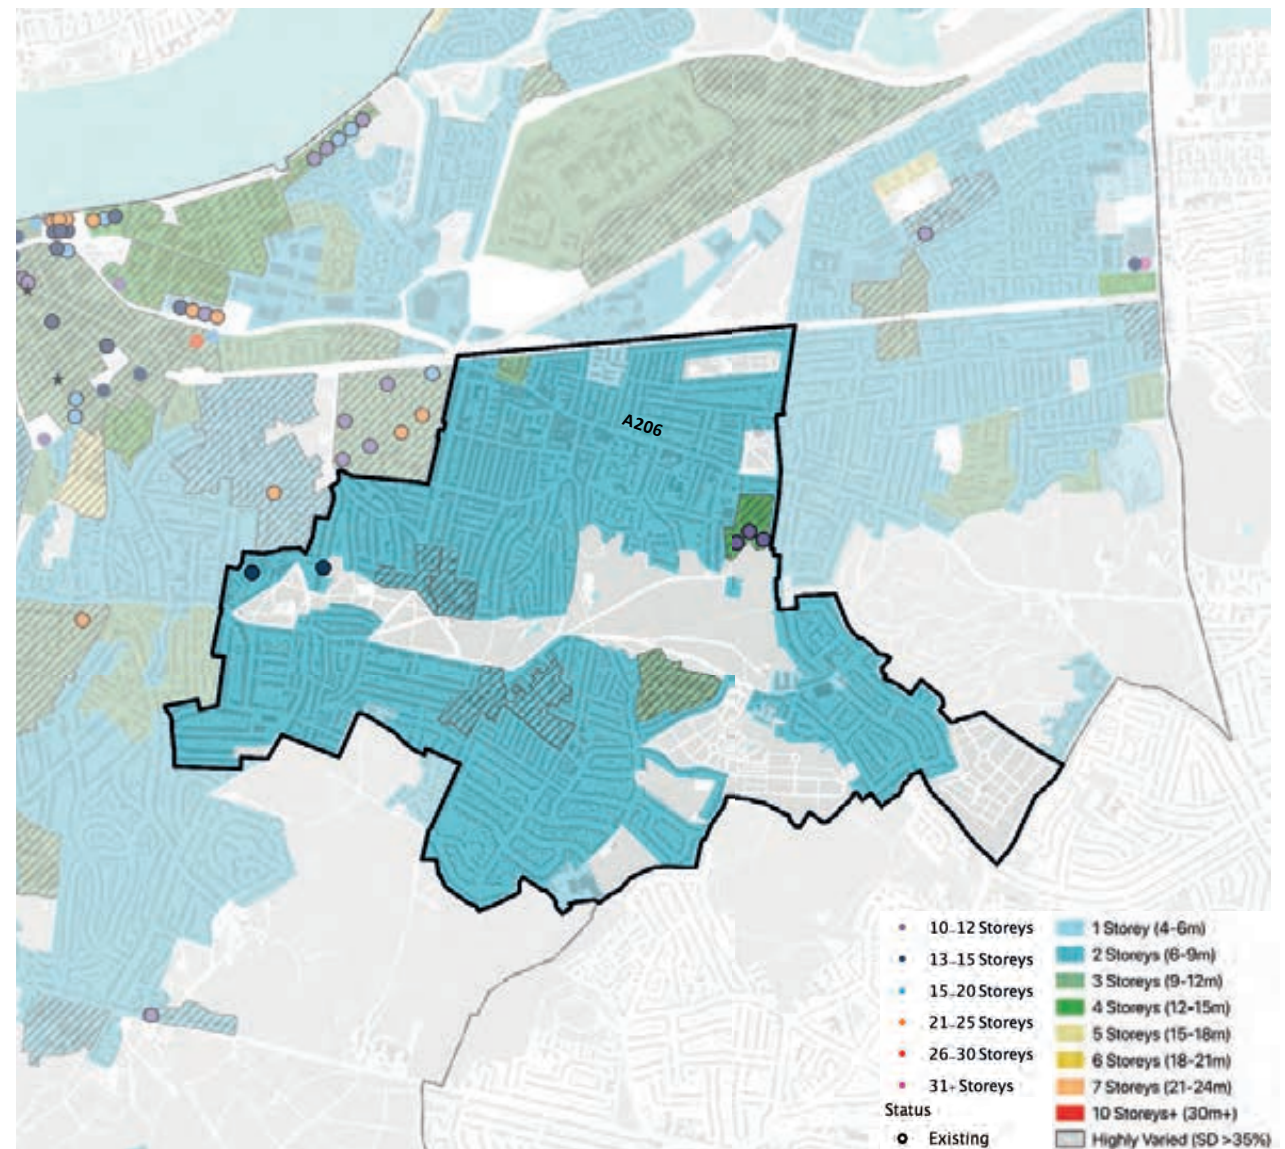 A206
10-12 Storeys
13-15 Storeys
15-20 Storeys
21-25 Storeys
26-30 Storeys
31+ Storeys
Status
Existing
1 Storey (4-6m)
2 Storeys (6-9m)
3 Storeys (9-12m)
4 Storeys (12-15m)
5 Storeys (15-18m)
6 Storeys (18-21m)
7 Storeys (21-24m)
10 Storeys+ (30m+)
Highly Varied (SD >35%)